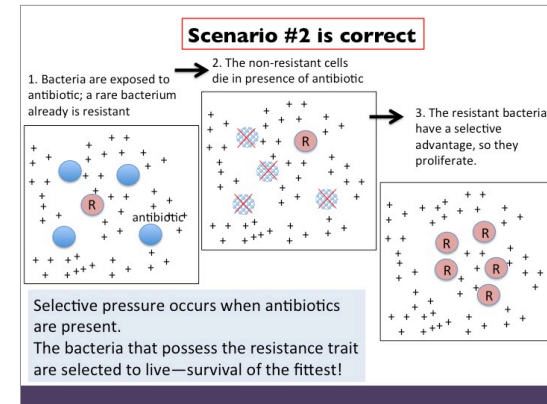 Scenario #2 is correct
1. Bacteria are exposed to
antibiotic; a rare bacterium
already is resistant
2. The non-resistant cells
die in presence of antibiotic
3. The resistant bacteria
have a selective
advantage, so they
proliferate.
R
antibiotic
R
R
R
R
R
R
Selective pressure occurs when antibiotics
are present.
The bacteria that possess the resistance trait
are selected to live—survival of the fittest!